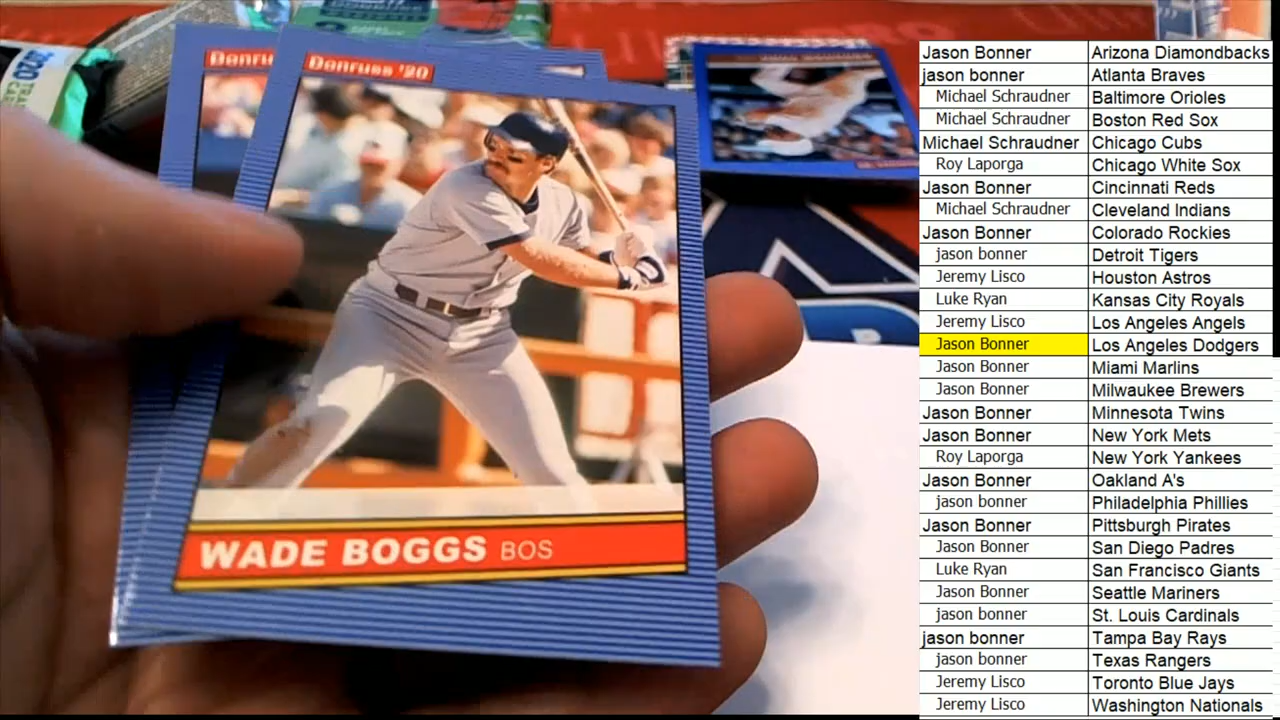 2020
Donruss
Donruss '20
WADE BOGGS BOS
Jason Bonner Arizona Diamondbacks
jason bonner Atlanta Braves
Michael Schraudner Baltimore Orioles
Michael Schraudner Boston Red Sox
Michael Schraudner Chicago Cubs
Roy Laporga Chicago White Sox
Jason Bonner Cincinnati Reds
Michael Schraudner Cleveland Indians
Jason Bonner Colorado Rockies
jason bonner Detroit Tigers
Jeremy Lisco Houston Astros
Luke Ryan Kansas City Royals
Jeremy Lisco Los Angeles Angels
Jason Bonner Los Angeles Dodgers
Jason Bonner Miami Marlins
Jason Bonner Milwaukee Brewers
Jason Bonner Minnesota Twins
Jason Bonner New York Mets
Roy Laporga New York Yankees
Jason Bonner Oakland A's
jason bonner Philadelphia Phillies
Jason Bonner Pittsburgh Pirates
Jason Bonner San Diego Padres
Luke Ryan San Francisco Giants
Jason Bonner Seattle Mariners
jason bonner St. Louis Cardinals
jason bonner Tampa Bay Rays
jason bonner Texas Rangers
Jeremy Lisco Toronto Blue Jays
Jeremy Lisco Washington Nationals